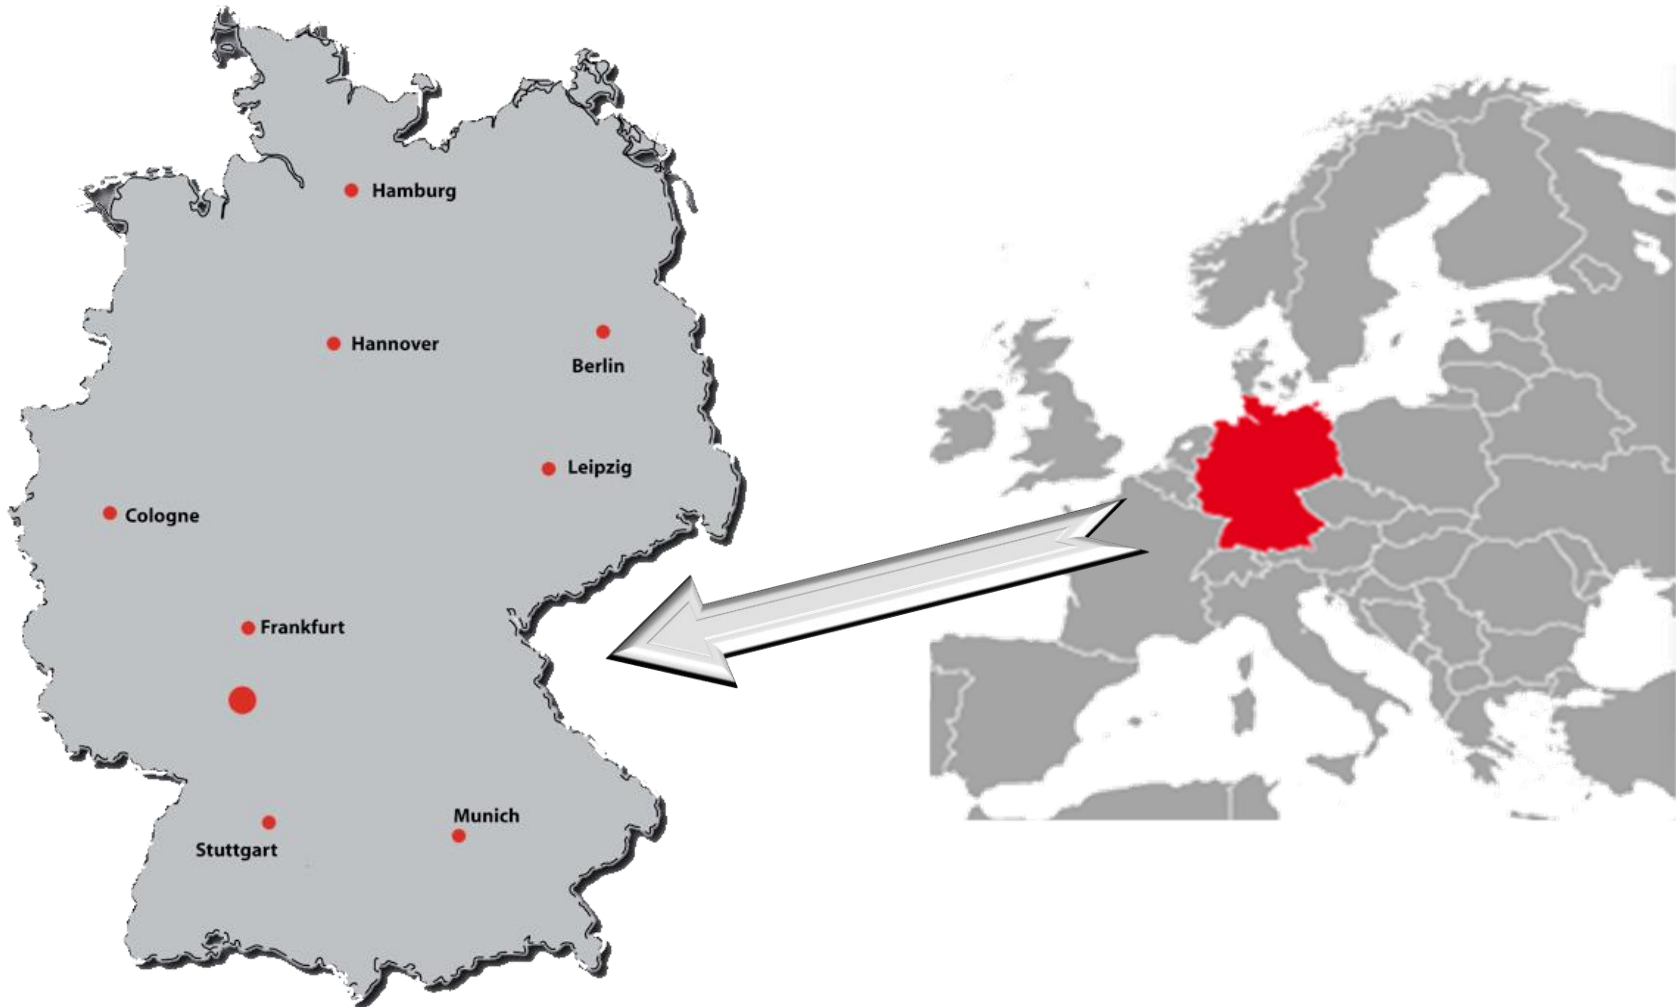 Hamburg
Hannover
Berlin
Leipzig
Cologne
Frankfurt
Munich
Stuttgart